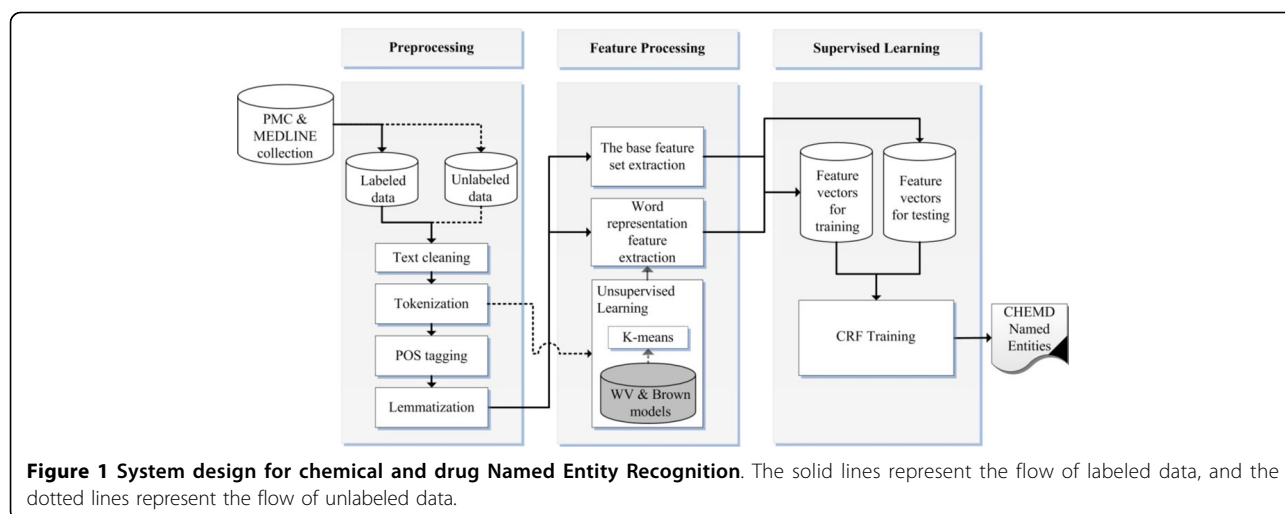 Preprocessing
Feature Processing
Supervised Learning
PMC &
MEDLINE
collection
Labeled
data
Unlabeled
data
Text cleaning
Tokenization
POS tagging
Lemmatization
The base feature
set extraction
Word
representation
feature
extraction
Unsupervised
Learning
K-means
WV & Brown
models
Feature
vectors
for
training
Feature
vectors
for testing
CRF Training
CHEMD
Named
Entities
Figure 1 System design for chemical and drug Named Entity Recognition. The solid lines represent the flow of labeled data, and the
dotted lines represent the flow of unlabeled data.